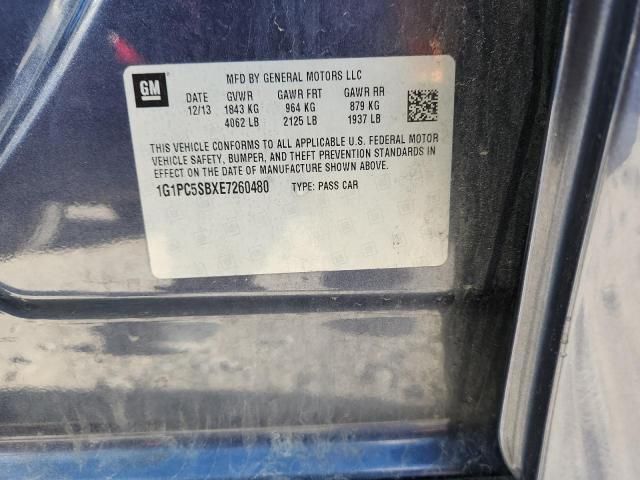 GM
MFD BY GENERAL MOTORS LLC
DATE GVWR GAWR FRT GAWR RR
12/13 1843 KG 964 KG 879 KG
4062 LB 2125 LB 1937 LB
THIS VEHICLE CONFORMS TO ALL APPLICABLE U.S. FEDERAL MOTOR
VEHICLE SAFETY, BUMPER, AND THEFT PREVENTION STANDARDS IN
EFFECT ON THE DATE OF MANUFACTURE SHOWN ABOVE.
1G1PC5SBXE7260480 TYPE: PASS CAR